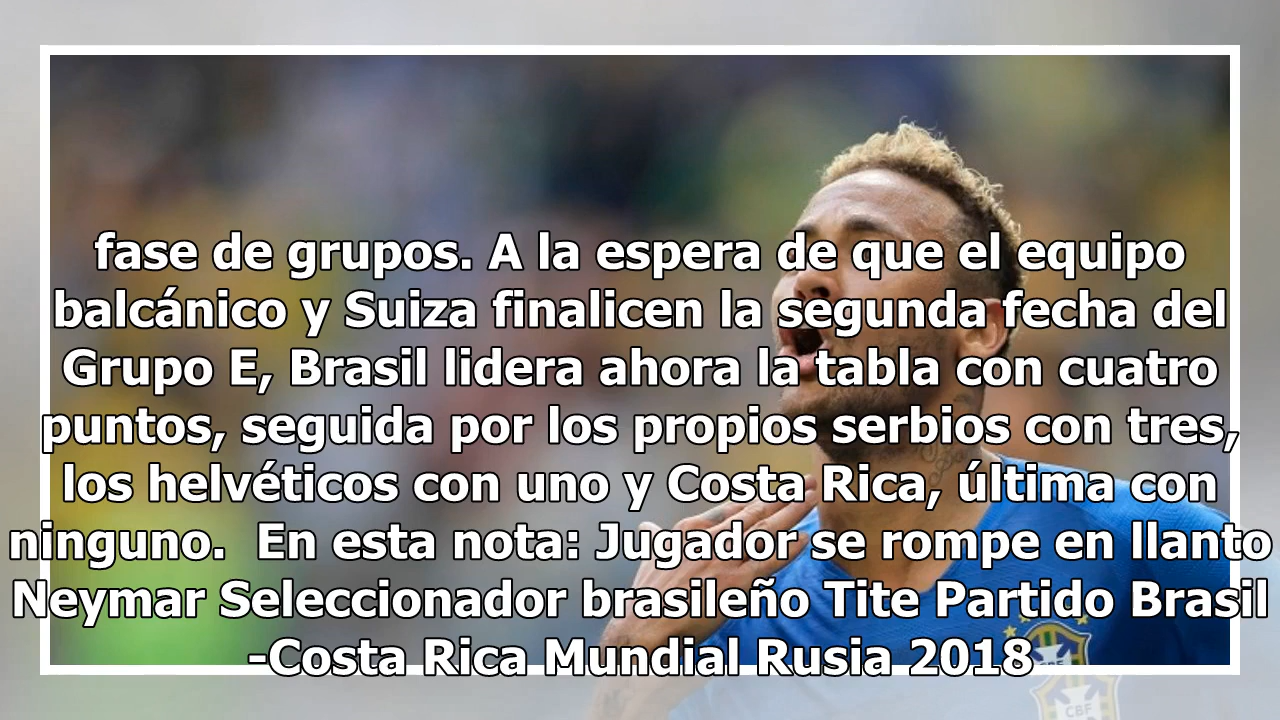 fase de grupos. A la espera de que el equipo
balcánico y Suiza finalicen la segunda fecha del
Grupo E, Brasil lidera ahora la tabla con cuatro
puntos, seguida por los propios serbios con tres,
los helvéticos con uno y Costa Rica, última con
ninguno.  En esta nota: Jugador se rompe en llanto
Neymar Seleccionador brasileño Tite Partido Brasil
-Costa Rica Mundial Rusia 2018
CBF